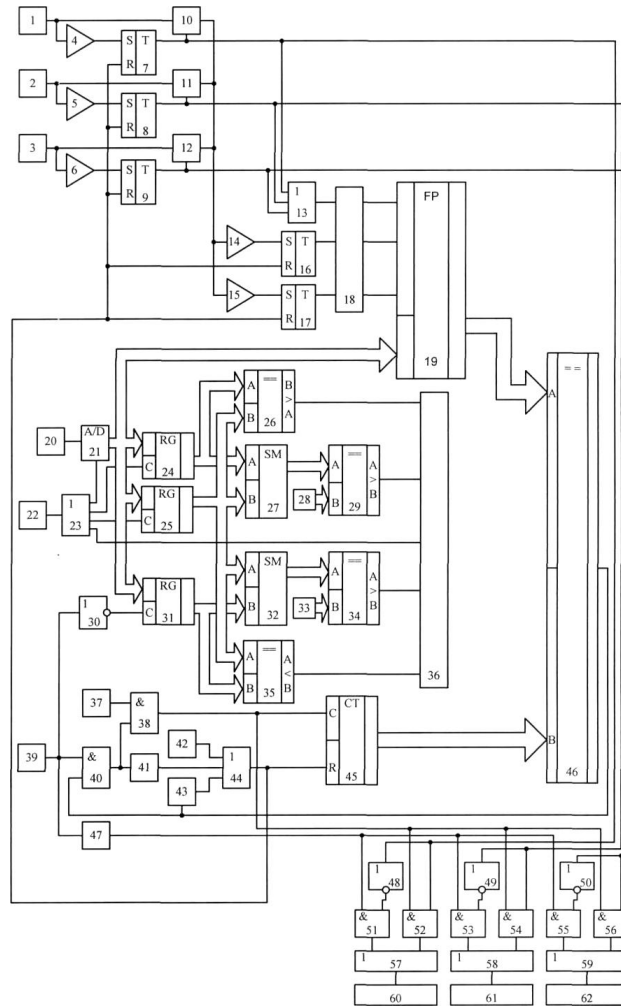 1 10
4 S T
R 7
2 11
5 S T
R 8
3 12
6 S T
R 9
1
13
FP
14 S T
R 16
18
15 S T
R 17
19
A == B > A
B 26
A/D
20 21
RG
C 24
A SM
B 27
A == A > B
28 B 29
22 1
23
RG
C 25
A SM
B 32
A == A > B
33 B 34
1
30
RG
C 31
A == A < B
B 35
36
A ==
B 46
37 &
38
C CT
R 45
39 &
40
41 42 1
43 44
47
1 48
1 49
1 50
& 51
& 52
& 53
& 54
& 55
& 56
1 57
1 58
1 59
60 61 62